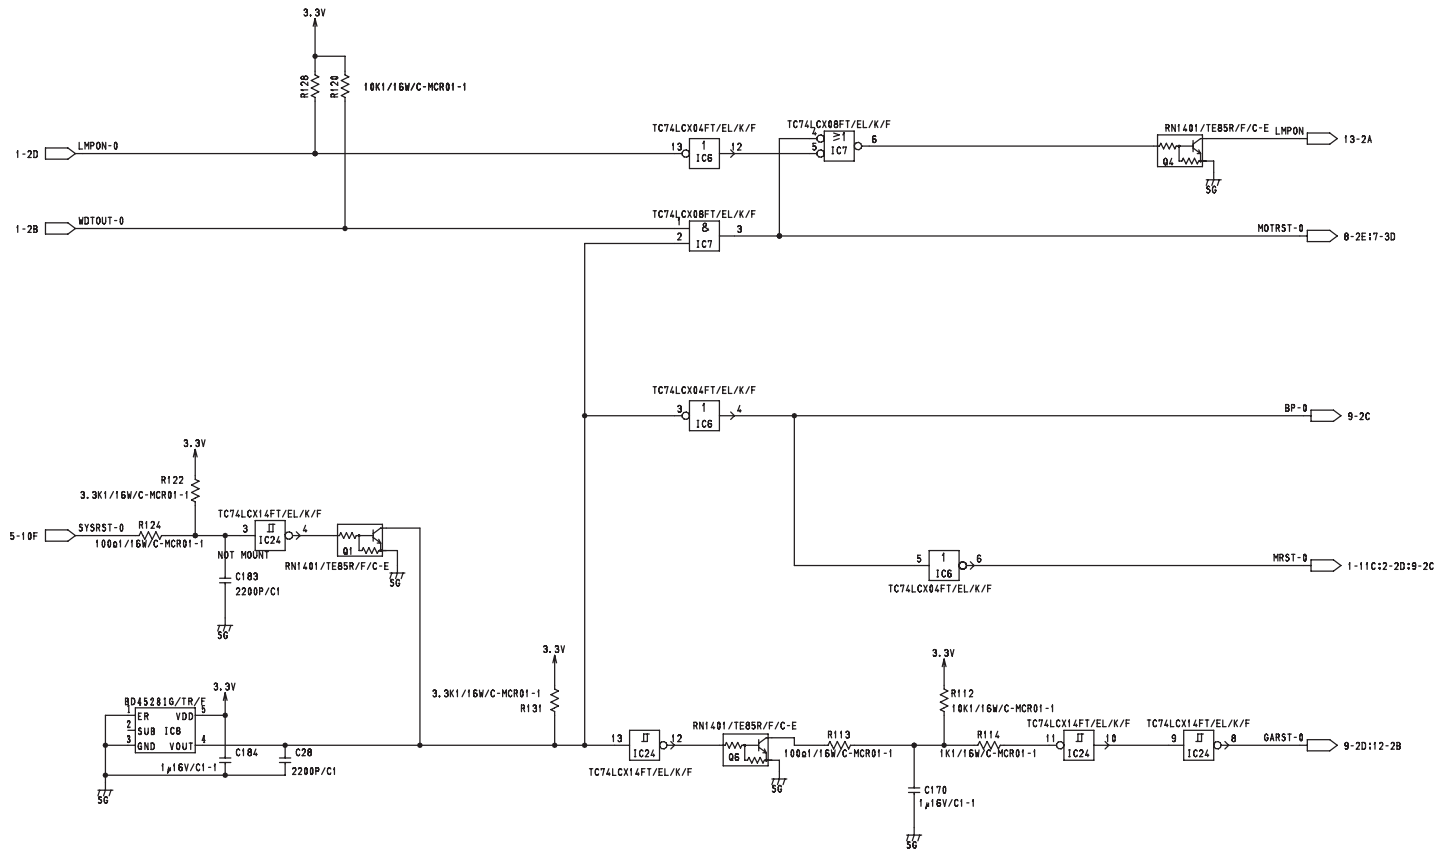 3.3V
R128
R120
10K1/16W/C-MCR01-1
TC74LCX04FT/EL/K/F
TC74LCX08FT/EL/K/F
RN1401/TE85R/F/C-E
1-2D
LMPON-0
13
1
IC6
12
4
5
≥1
IC7
6
Q4
LMPON
13-2A
SG
1-2B
WDTOUT-0
TC74LCX08FT/EL/K/F
1
2
&
IC7
3
MOTRST-0
8-2E:7-3D
TC74LCX04FT/EL/K/F
3
1
IC6
4
BP-0
9-2C
3.3V
R122
3.3K1/16W/C-MCR01-1
5-10F
SYSRST-0
R124
100Ω1/16W/C-MCR01-1
TC74LCX14FT/EL/K/F
3
IC24
4
Q1
RN1401/TE85R/F/C-E
SG
NOT MOUNT
C183
2200P/C1
SG
5
1
IC6
6
TC74LCX04FT/EL/K/F
MRST-0
1-11C:2-2D:9-2C
3.3V
BD45281G/TR/E
1
ER
VDD
5
2
SUB
IC8
3
GND
VOUT
4
C184
1μ16V/C1-1
C28
2200P/C1
SG
3.3V
3.3K1/16W/C-MCR01-1
R131
13
IC24
12
TC74LCX14FT/EL/K/F
RN1401/TE85R/F/C-E
Q6
SG
R113
100Ω1/16W/C-MCR01-1
3.3V
R112
10K1/16W/C-MCR01-1
R114
1K1/16W/C-MCR01-1
C170
1μ16V/C1-1
SG
TC74LCX14FT/EL/K/F
11
IC24
10
TC74LCX14FT/EL/K/F
9
IC24
8
GARST-0
9-2D:12-2B